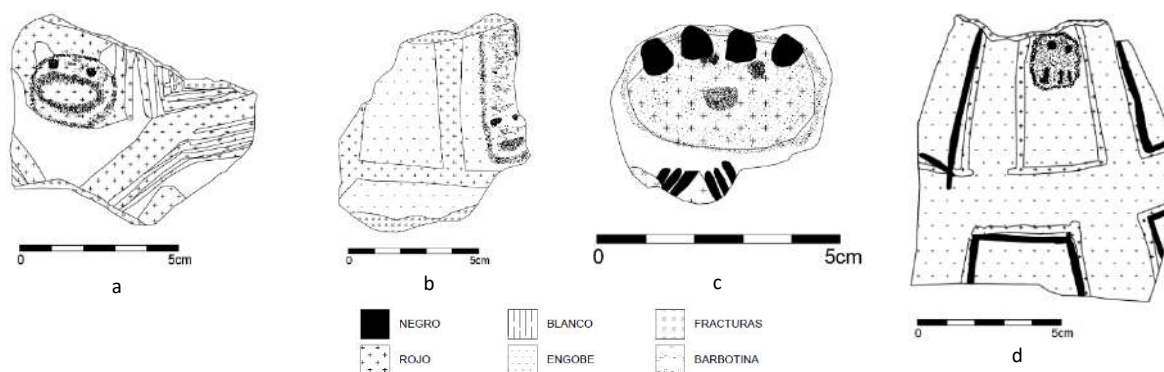 0 5cm
a
0 5cm
b
0 5cm
c
0 5cm
d
NEGRO BLANCO FRACTURAS
ROJO ENGOBE BARBOTINA